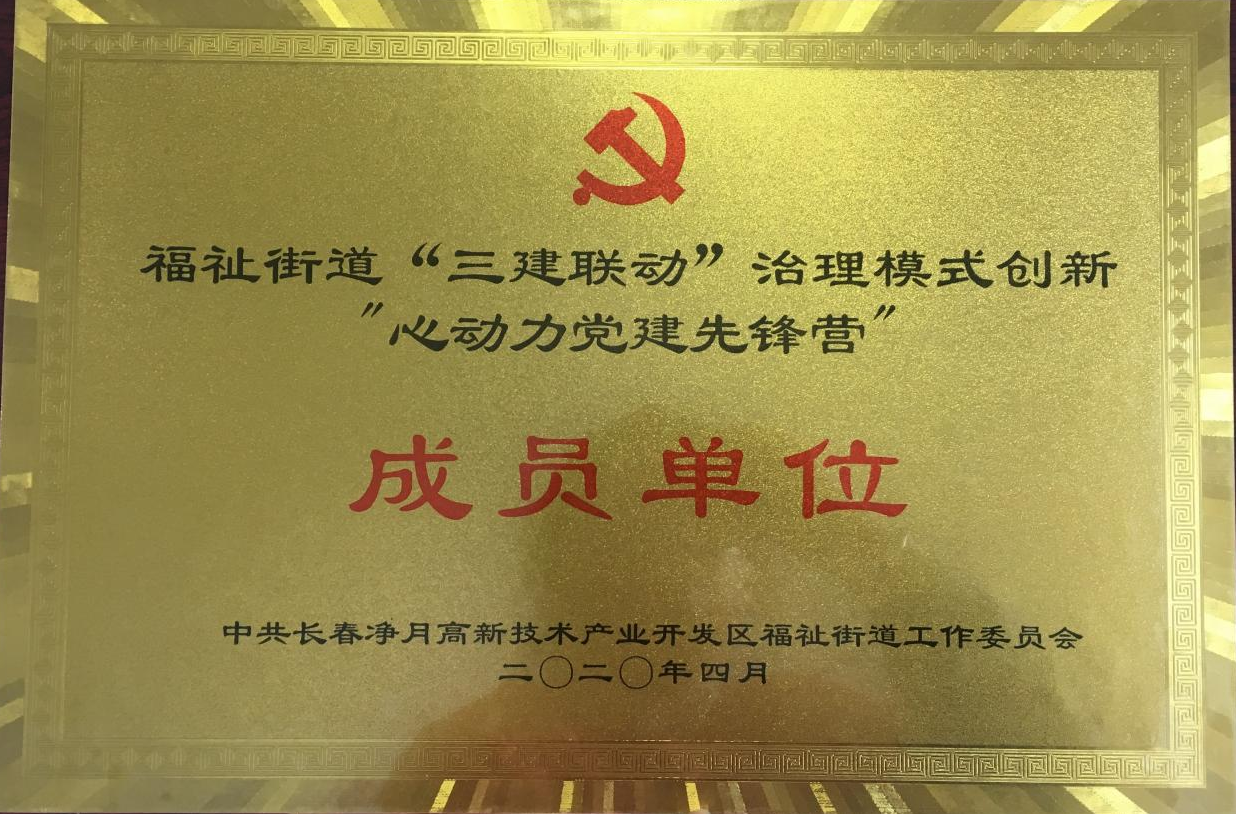 福祉街道“三建联动”治理模式创新
"心动力党建先锋营"
成员单位
中共长春净月高新技术产业开发区福祉街道工作委员会
二〇二〇年四月